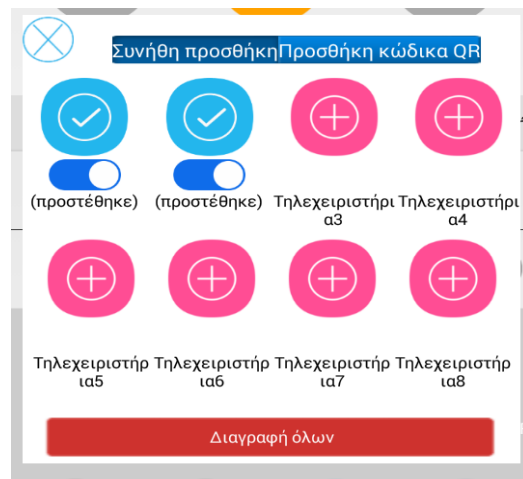 Συνήθη προσθήκη Προσθήκη κώδικα QR
(προστέθηκε) (προστέθηκε) Τηλεχειριστήρι Τηλεχειριστήρι
α3 α4
Τηλεχειριστήρ Τηλεχειριστήρ Τηλεχειριστήρ Τηλεχειριστήρ
ια5 ια6 ια7 ια8
Διαγραφή όλων